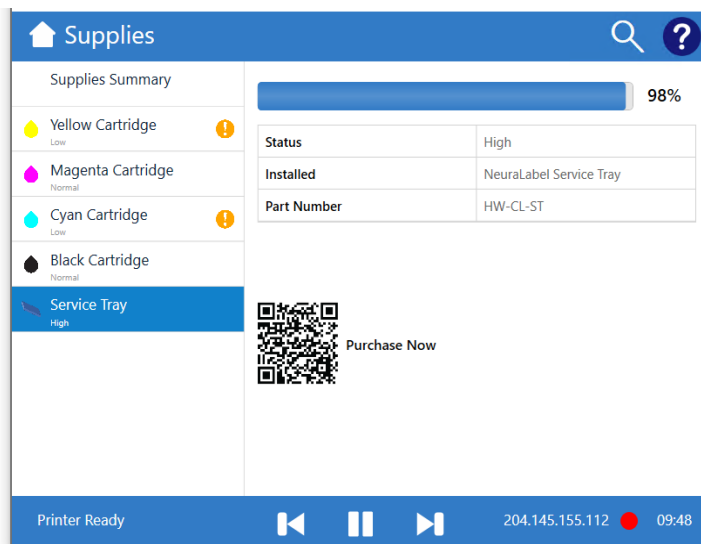 Supplies
?
Supplies Summary
Yellow Cartridge
Low
!
Magenta Cartridge
Normal
Cyan Cartridge
Low
!
Black Cartridge
Normal
Service Tray
High
98%
Status High
Installed NeuraLabel Service Tray
Part Number HW-CL-ST
Purchase Now
Printer Ready
204.145.155.112
09:48